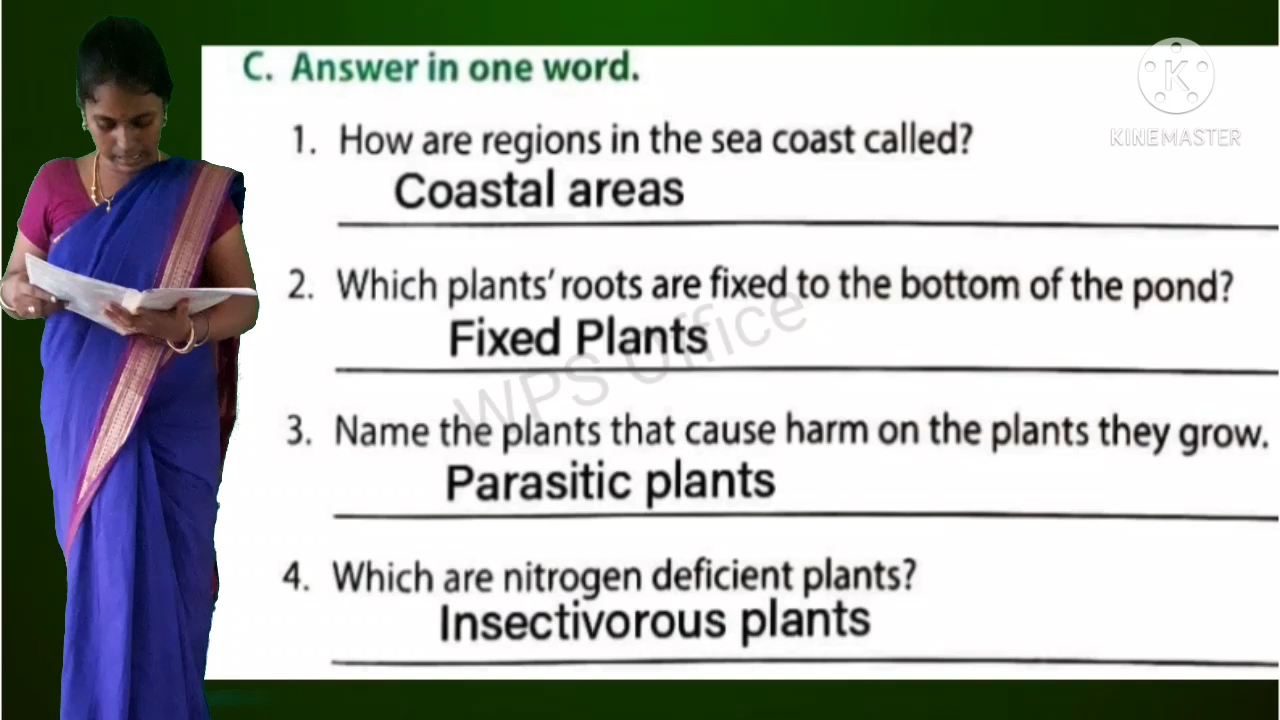 C. Answer in one word.
KINEMASTER
1. How are regions in the sea coast called?
Coastal areas
2. Which plants' roots are fixed to the bottom of the pond?
Fixed Plants
WPS Office
3. Name the plants that cause harm on the plants they grow.
Parasitic plants
4. Which are nitrogen deficient plants?
Insectivorous plants